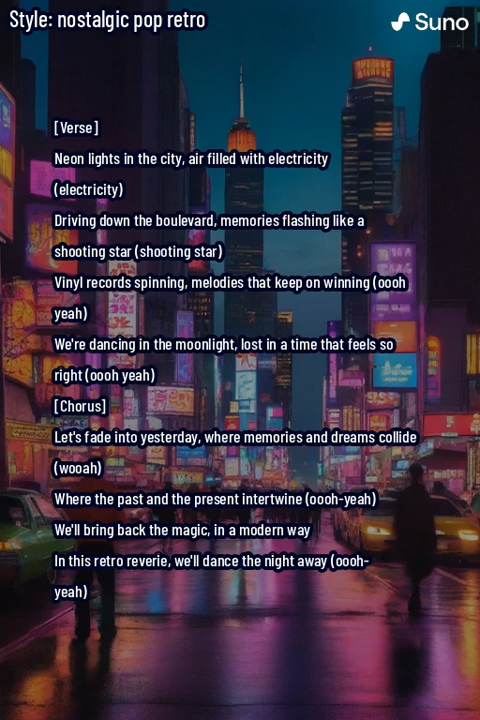 Style: nostalgic pop retro
Suno
[Verse]
Neon lights in the city, air filled with electricity
(electricity)
Driving down the boulevard, memories flashing like a
shooting star (shooting star)
Vinyl records spinning, melodies that keep on winning (oooh
yeah)
We're dancing in the moonlight, lost in a time that feels so
right (oooh yeah)
[Chorus]
Let's fade into yesterday, where memories and dreams collide
(wooah)
Where the past and the present intertwine (oooh-yeah)
We'll bring back the magic, in a modern way
In this retro reverie, we'll dance the night away (oooh-
yeah)